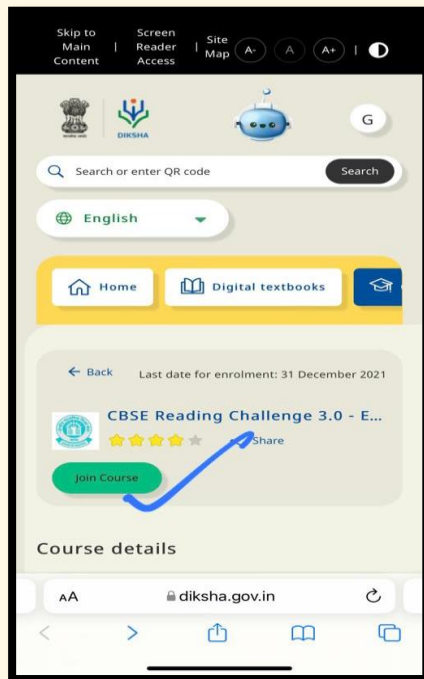 Skip to Main Content | Screen Reader Access | Site Map A- A A+ |
DIKSHA
G
Search or enter QR code Search
English
Home Digital textbooks
Back Last date for enrolment: 31 December 2021
CBSE Reading Challenge 3.0 - E...
Share
Join Course
Course details
AA diksha.gov.in